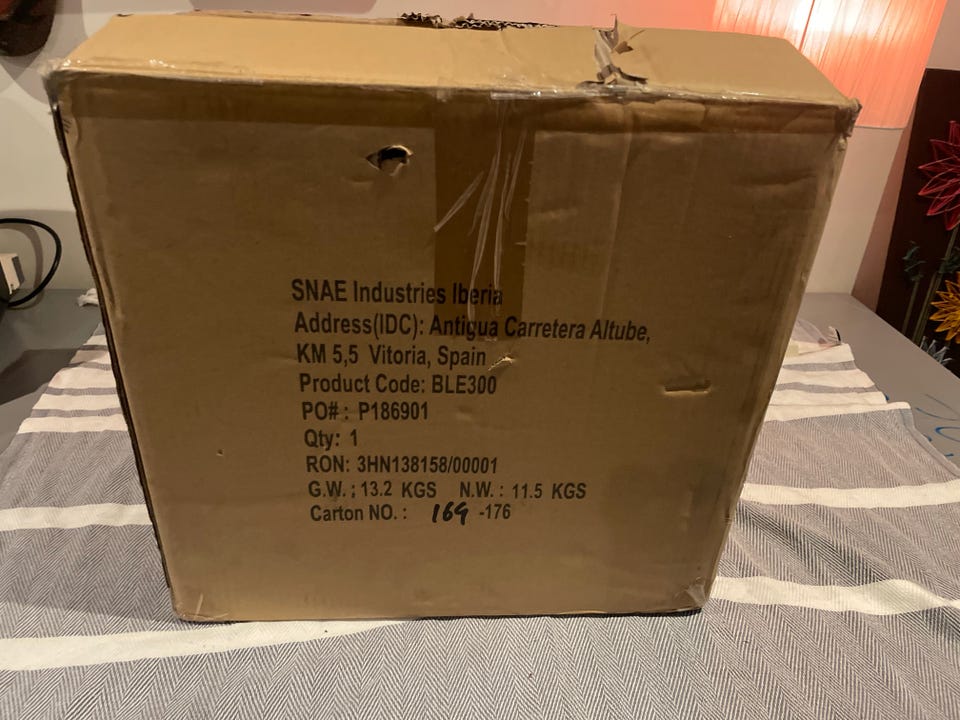 SNAE Industries Iberia
Address(IDC): Antigua Carretera Altube,
KM 5,5 Vitoria, Spain
Product Code: BLE300
PO# : P186901
Qty: 1
RON: 3HN138158/00001
G.W. ; 13.2 KGS N.W. : 11.5 KGS
Carton NO. : 169 -176